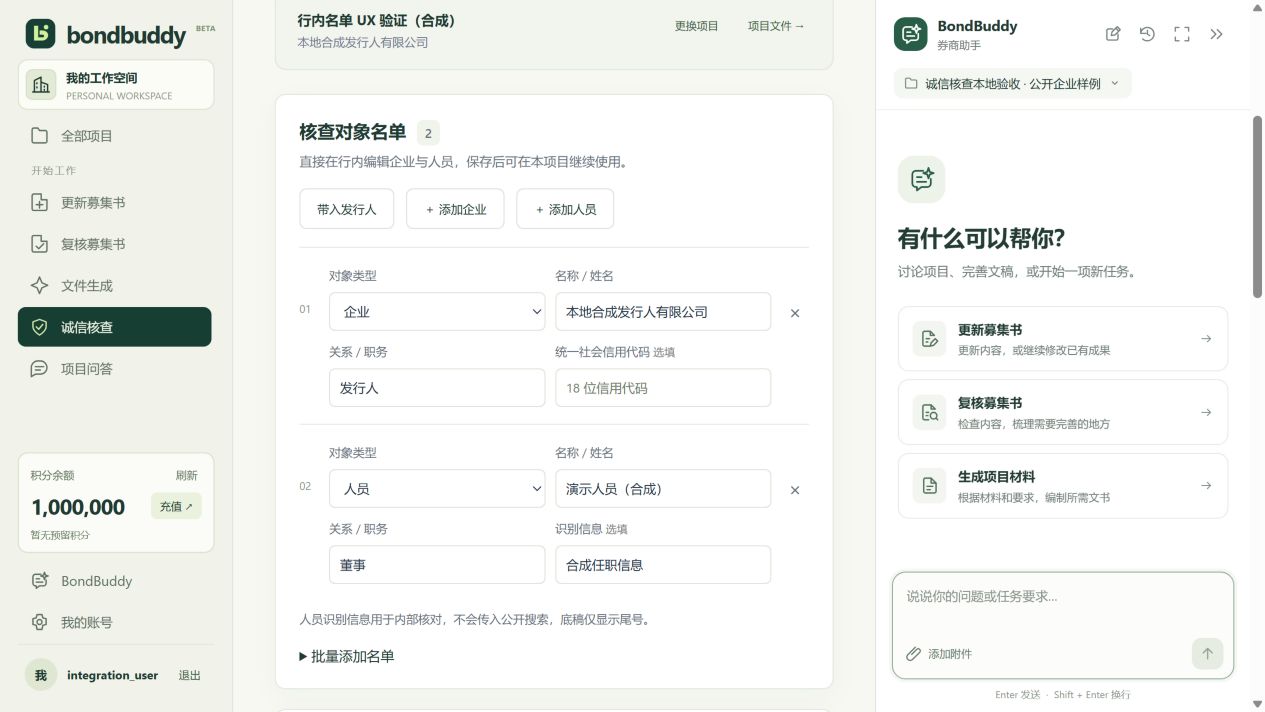 bondbuddy BETA
我的工作空间
PERSONAL WORKSPACE
全部项目
开始工作
更新募集书
复核募集书
文件生成
诚信核查
项目问答
积分余额 刷新
1,000,000 充值 ↗
暂无预留积分
BondBuddy
我的账号
我 integration_user 退出
行内名单 UX 验证（合成）
本地合成发行人有限公司
更换项目 项目文件 →
核查对象名单 2
直接在行内编辑企业与人员，保存后可在本项目继续使用。
带入发行人 + 添加企业 + 添加人员
对象类型 名称 / 姓名
01 企业 本地合成发行人有限公司 ×
关系 / 职务 统一社会信用代码 选填
发行人 18 位信用代码
对象类型 名称 / 姓名
02 人员 演示人员（合成） ×
关系 / 职务 识别信息 选填
董事 合成任职信息
人员识别信息用于内部核对，不会传入公开搜索，底稿仅显示尾号。
▶ 批量添加名单
BondBuddy
券商助手
诚信核查本地验收 · 公开企业样例
有什么可以帮你?
讨论项目、完善文稿，或开始一项新任务。
更新募集书
更新内容，或继续修改已有成果 →
复核募集书
检查内容，梳理需要完善的地方 →
生成项目材料
根据材料和要求，编制所需文书 →
说说你的问题或任务要求...
添加附件 ↑
Enter 发送 · Shift + Enter 换行